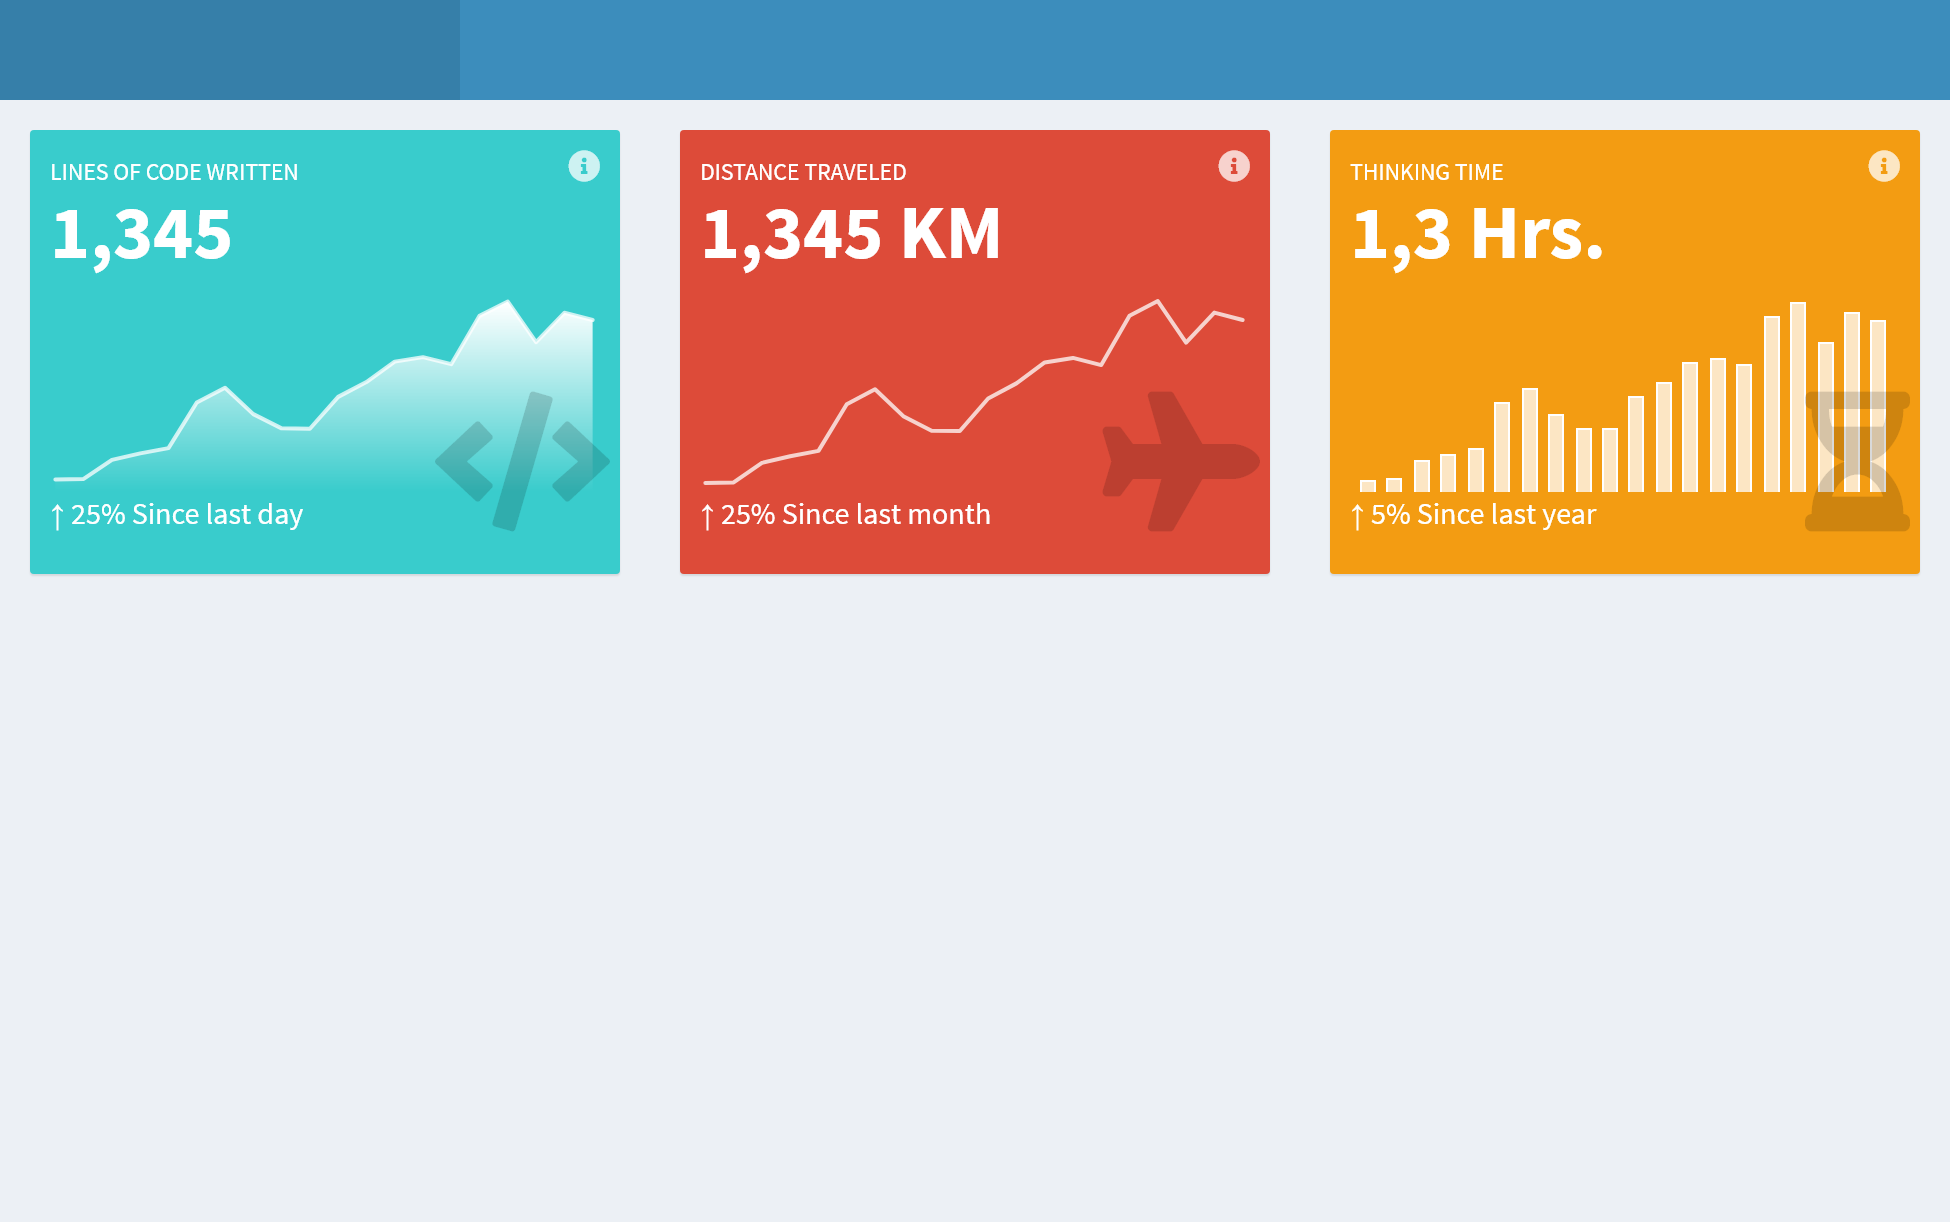 LINES OF CODE WRITTEN
1,345
↑ 25% Since last day
DISTANCE TRAVELED
1,345 KM
↑ 25% Since last month
THINKING TIME
1,3 Hrs.
↑ 5% Since last year